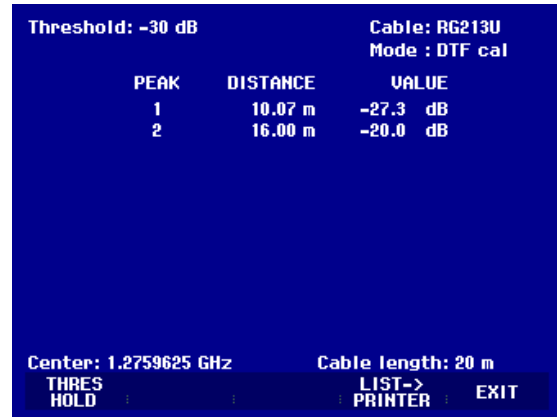 Threshold: -30 dB Cable: RG213U
Mode : DTF cal
PEAK DISTANCE VALUE
1 10.07 m -27.3 dB
2 16.00 m -20.0 dB
Center: 1.2759625 GHz Cable length: 20 m
THRES HOLD LIST-> PRINTER EXIT